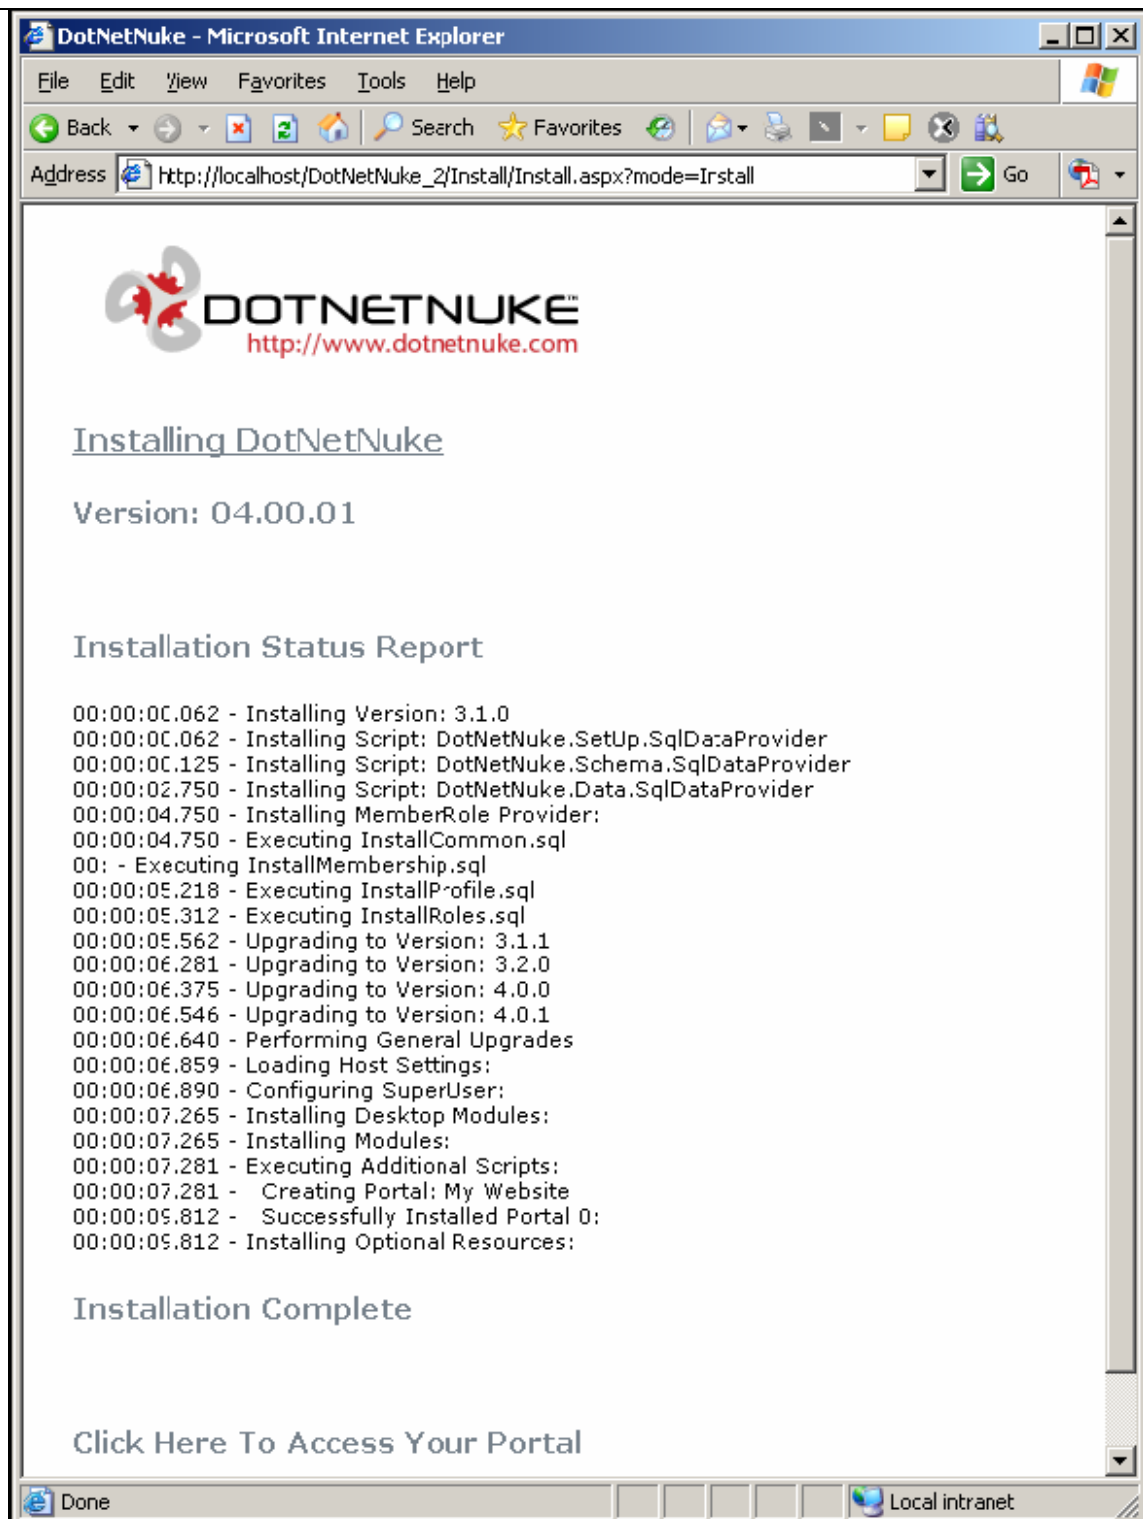 DotNetNuke - Microsoft Internet Explorer
File Edit View Favorites Tools Help
Back Search Favorites
Address http://localhost/DotNetNuke_2/Install/Install.aspx?mode=Install Go
DOTNETNUKE™
http://www.dotnetnuke.com
Installing DotNetNuke
Version: 04.00.01
Installation Status Report
00:00:00.062 - Installing Version: 3.1.0
00:00:00.062 - Installing Script: DotNetNuke.SetUp.SqlDataProvider
00:00:00.125 - Installing Script: DotNetNuke.Schema.SqlDataProvider
00:00:02.750 - Installing Script: DotNetNuke.Data.SqlDataProvider
00:00:04.750 - Installing MemberRole Provider:
00:00:04.750 - Executing InstallCommon.sql
00: - Executing InstallMembership.sql
00:00:05.218 - Executing InstallProfile.sql
00:00:05.312 - Executing InstallRoles.sql
00:00:05.562 - Upgrading to Version: 3.1.1
00:00:06.281 - Upgrading to Version: 3.2.0
00:00:06.375 - Upgrading to Version: 4.0.0
00:00:06.546 - Upgrading to Version: 4.0.1
00:00:06.640 - Performing General Upgrades
00:00:06.859 - Loading Host Settings:
00:00:06.890 - Configuring SuperUser:
00:00:07.265 - Installing Desktop Modules:
00:00:07.265 - Installing Modules:
00:00:07.281 - Executing Additional Scripts:
00:00:07.281 - Creating Portal: My Website
00:00:09.812 - Successfully Installed Portal 0:
00:00:09.812 - Installing Optional Resources:
Installation Complete
Click Here To Access Your Portal
Done Local intranet